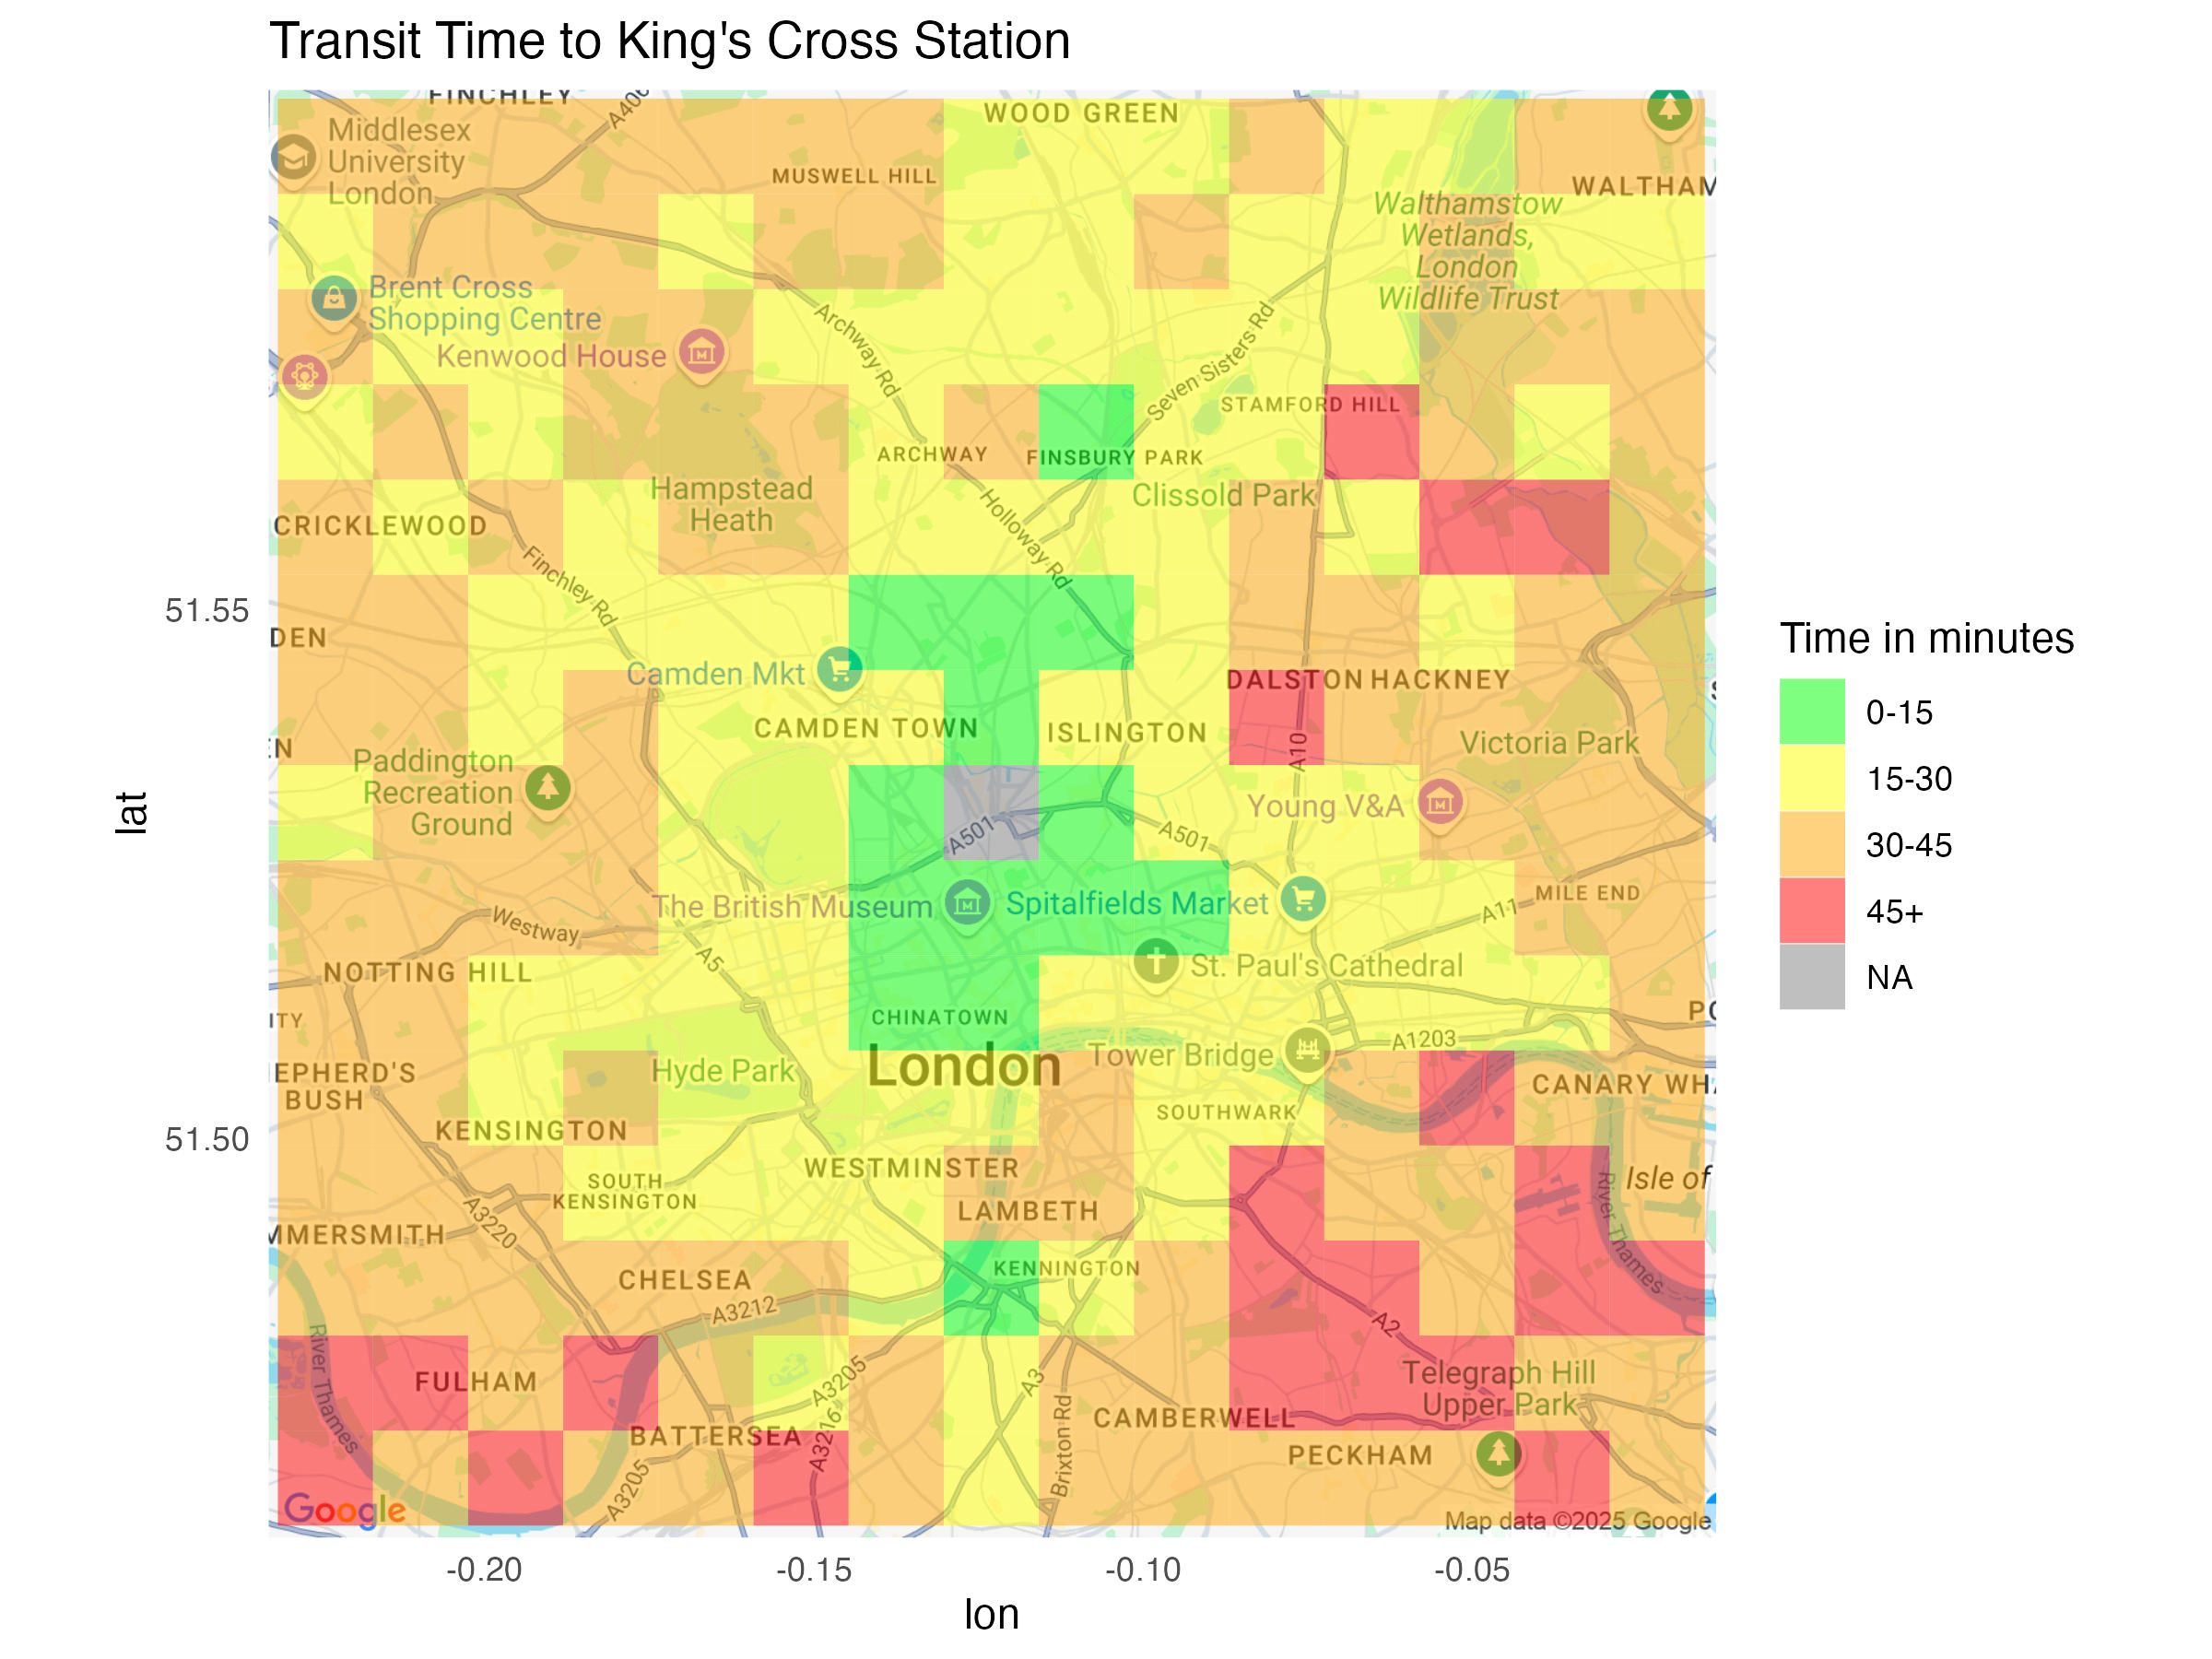 Transit Time to King's Cross Station
FINCHLEY
A406
WOOD GREEN
Middlesex
University
London
MUSWELL HILL
WALTHAM
Walthamstow
Wetlands,
London
Wildlife Trust
Brent Cross
Shopping Centre
Kenwood House
Archway Rd
Seven Sisters Rd
STAMFORD HILL
ARCHWAY
FINSBURY PARK
Hampstead
Heath
Clissold Park
CRICKLEWOOD
Holloway Rd
Finchley Rd
51.55
DEN
Camden Mkt
DALSTON
HACKNEY
CAMDEN TOWN
ISLINGTON
A10
Victoria Park
EN
Paddington
Recreation
Ground
Young V&A
A501
A501
The British Museum
Spitalfields Market
MILE END
A11
Westway
A5
NOTTING HILL
St. Paul's Cathedral
CHINATOWN
ITY
PO
London
Tower Bridge
A1203
Hyde Park
EPHERD'S
BUSH
CANARY WHA
SOUTHWARK
51.50
KENSINGTON
WESTMINSTER
SOUTH
KENSINGTON
Isle of
LAMBETH
A3220
MMERSMITH
River Thames
KENNINGTON
CHELSEA
A3212
A2
River Thames
FULHAM
A3205
A3
Telegraph Hill
Upper Park
BATTERSEA
A3216
Brixton Rd
CAMBERWELL
PECKHAM
A3205
Google
Map data ©2025 Google
-0.20
-0.15
-0.10
-0.05
lon
lat
Time in minutes
0-15
15-30
30-45
45+
NA